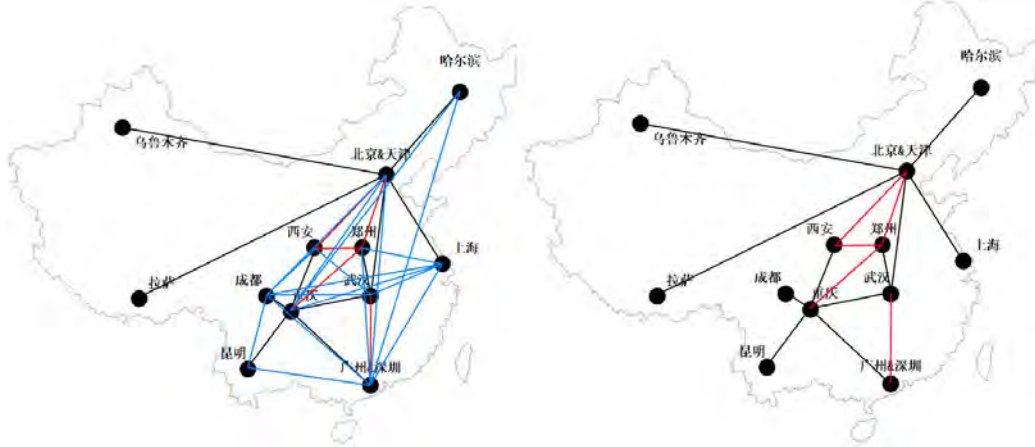 哈尔滨
乌鲁木齐
北京&天津
西安
郑州
上海
拉萨
成都
武汉
重庆
昆明
广州&深圳
哈尔滨
乌鲁木齐
北京&天津
西安
郑州
上海
拉萨
成都
武汉
重庆
昆明
广州&深圳